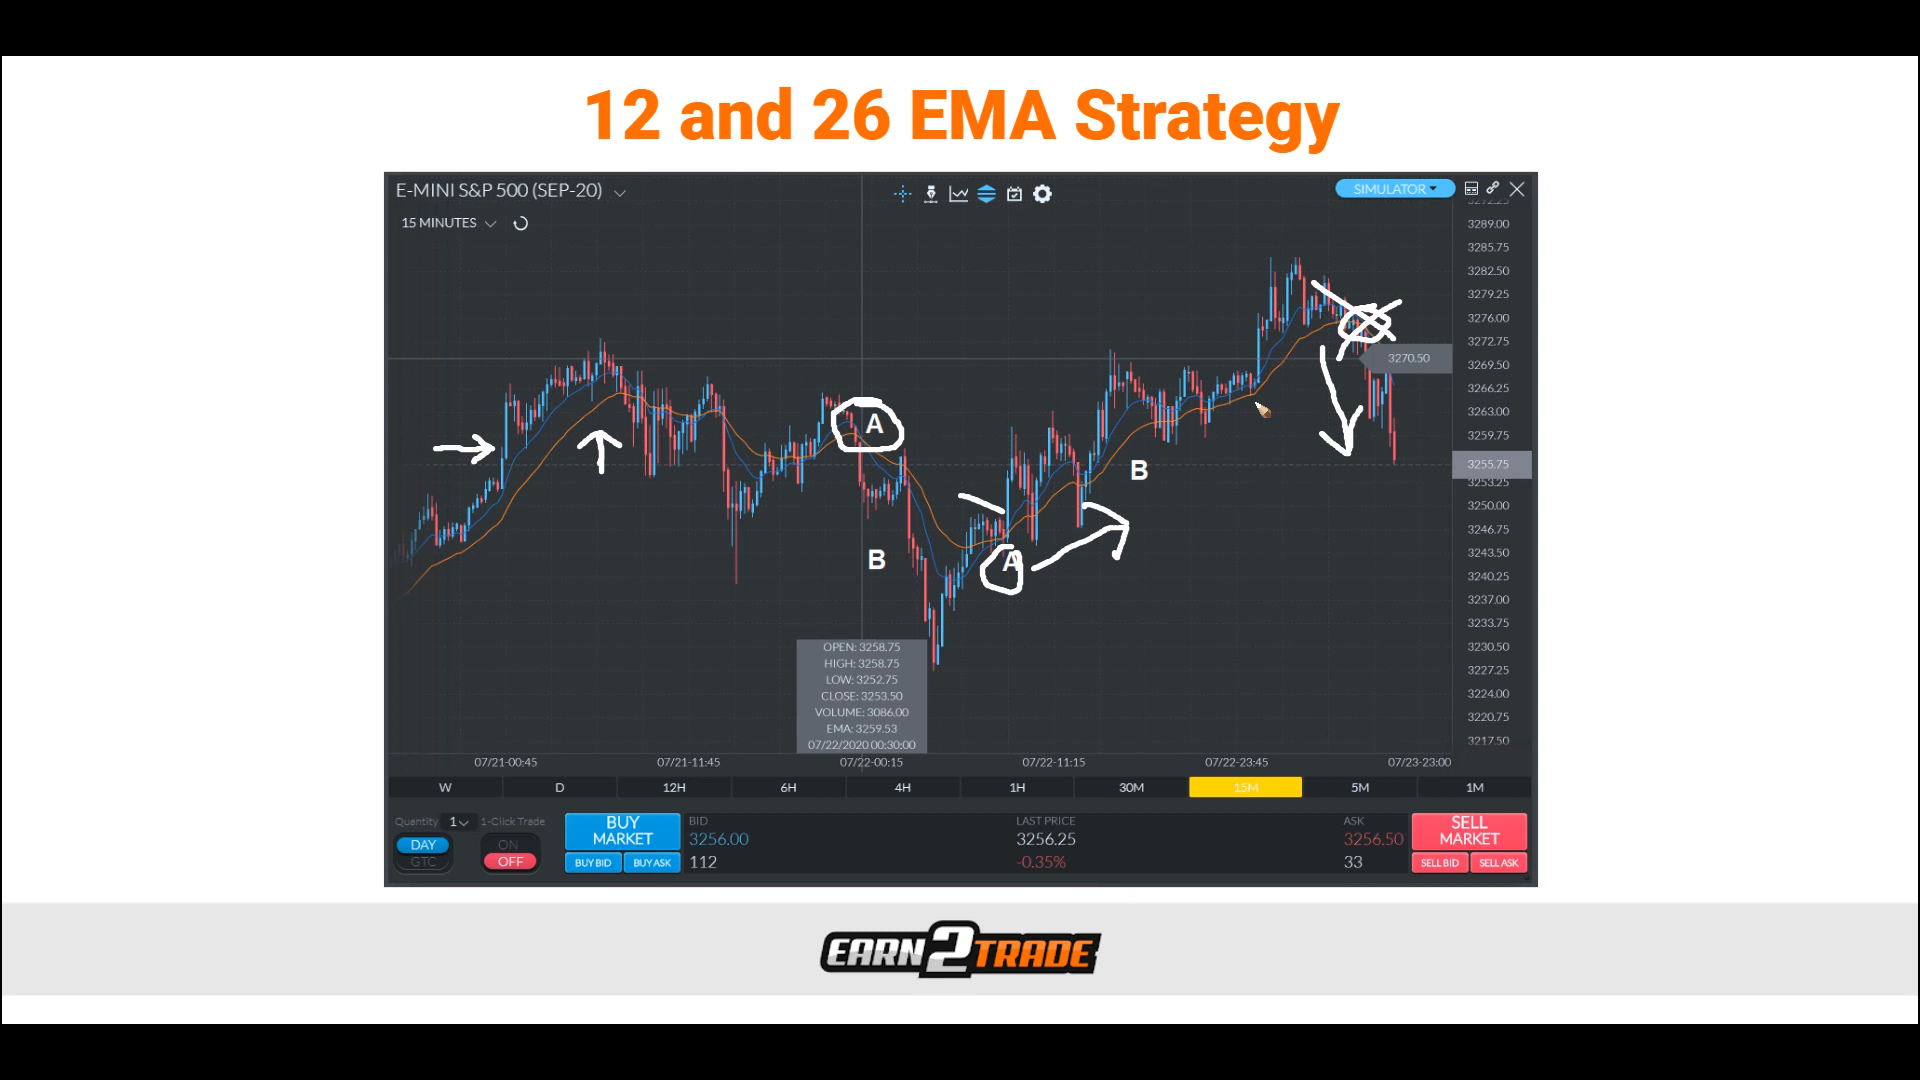 12 and 26 EMA Strategy
E-MINI S&P 500 (SEP-20)
SIMULATOR
15 MINUTES
3289.00
3285.75
3282.50
3279.25
3276.00
3272.75
3270.50
3269.50
3266.25
3263.00
3259.75
3255.75
3253.25
3250.00
3246.75
3243.50
3240.25
3237.00
3233.75
3230.50
3227.25
3224.00
3220.75
3217.50
A
B
A
B
OPEN: 3258.75
HIGH: 3258.75
LOW: 3252.75
CLOSE: 3253.50
VOLUME: 3086.00
EMA: 3259.53
07/22/2020 00:30:00
07/21-00:45 07/21-11:45 07/22-00:15 07/22-11:15 07/22-23:45 07/23-23:00
W D 12H 6H 4H 1H 30M 15M 5M 1M
Quantity 1 1-Click Trade
DAY
GTC
ON
OFF
BUY
MARKET
BUY BID BUY ASK
BID
3256.00
112
LAST PRICE
3256.25
-0.35%
ASK
3256.50
33
SELL
MARKET
SELL BID SELL ASK
EARN2TRADE